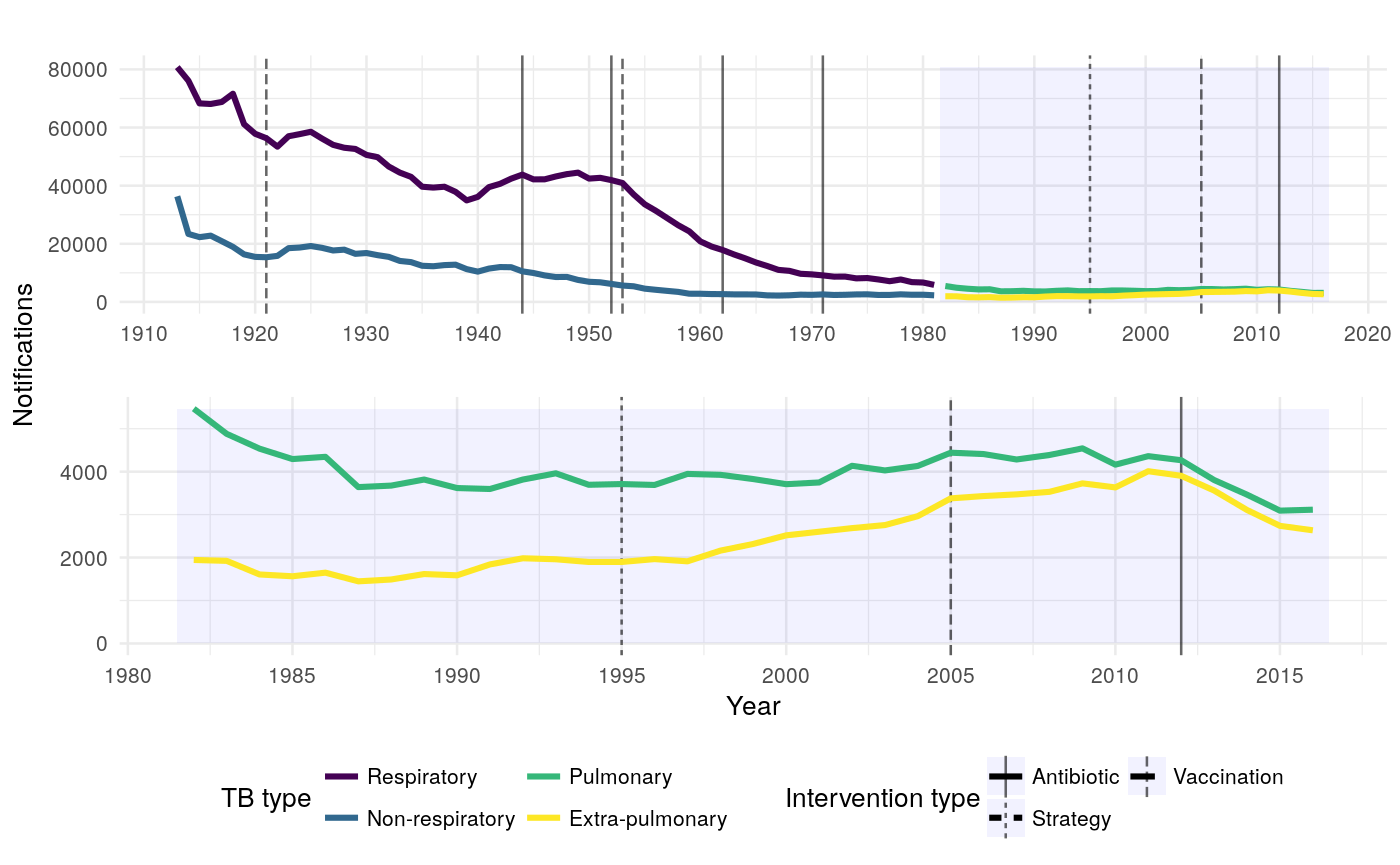 80000
60000
40000
20000
0
1910 1920 1930 1940 1950 1960 1970 1980 1990 2000 2010 2020
Notifications
4000
2000
0
1980 1985 1990 1995 2000 2005 2010 2015
Year
TB type
Respiratory
Non-respiratory
Pulmonary
Extra-pulmonary
Intervention type
Antibiotic
Strategy
Vaccination